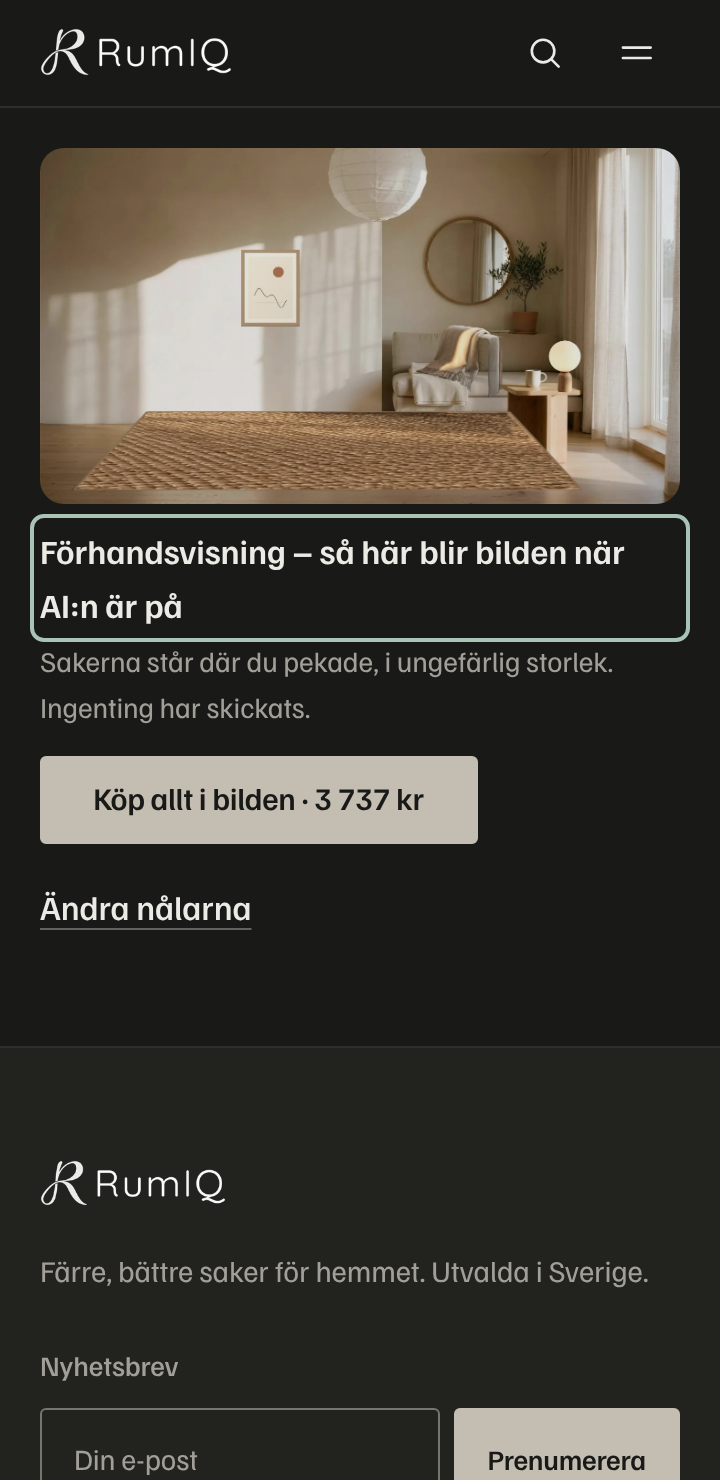 RumIQ
Förhandsvisning – så här blir bilden när
AI:n är på
Sakerna står där du pekade, i ungefärlig storlek.
Ingenting har skickats.
Köp allt i bilden · 3 737 kr
Ändra nålarna
RumIQ
Färre, bättre saker för hemmet. Utvalda i Sverige.
Nyhetsbrev
Din e-post
Prenumerera